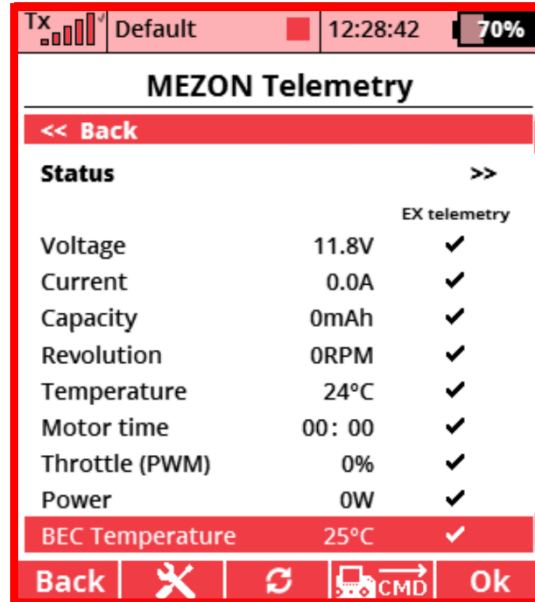 Tx Default 12:28:42 70%
MEZON Telemetry
<< Back
Status >>
EX telemetry
Voltage 11.8V ✔
Current 0.0A ✔
Capacity 0mAh ✔
Revolution 0RPM ✔
Temperature 24°C ✔
Motor time 00: 00 ✔
Throttle (PWM) 0% ✔
Power 0W ✔
BEC Temperature 25°C ✔
Back CMD Ok